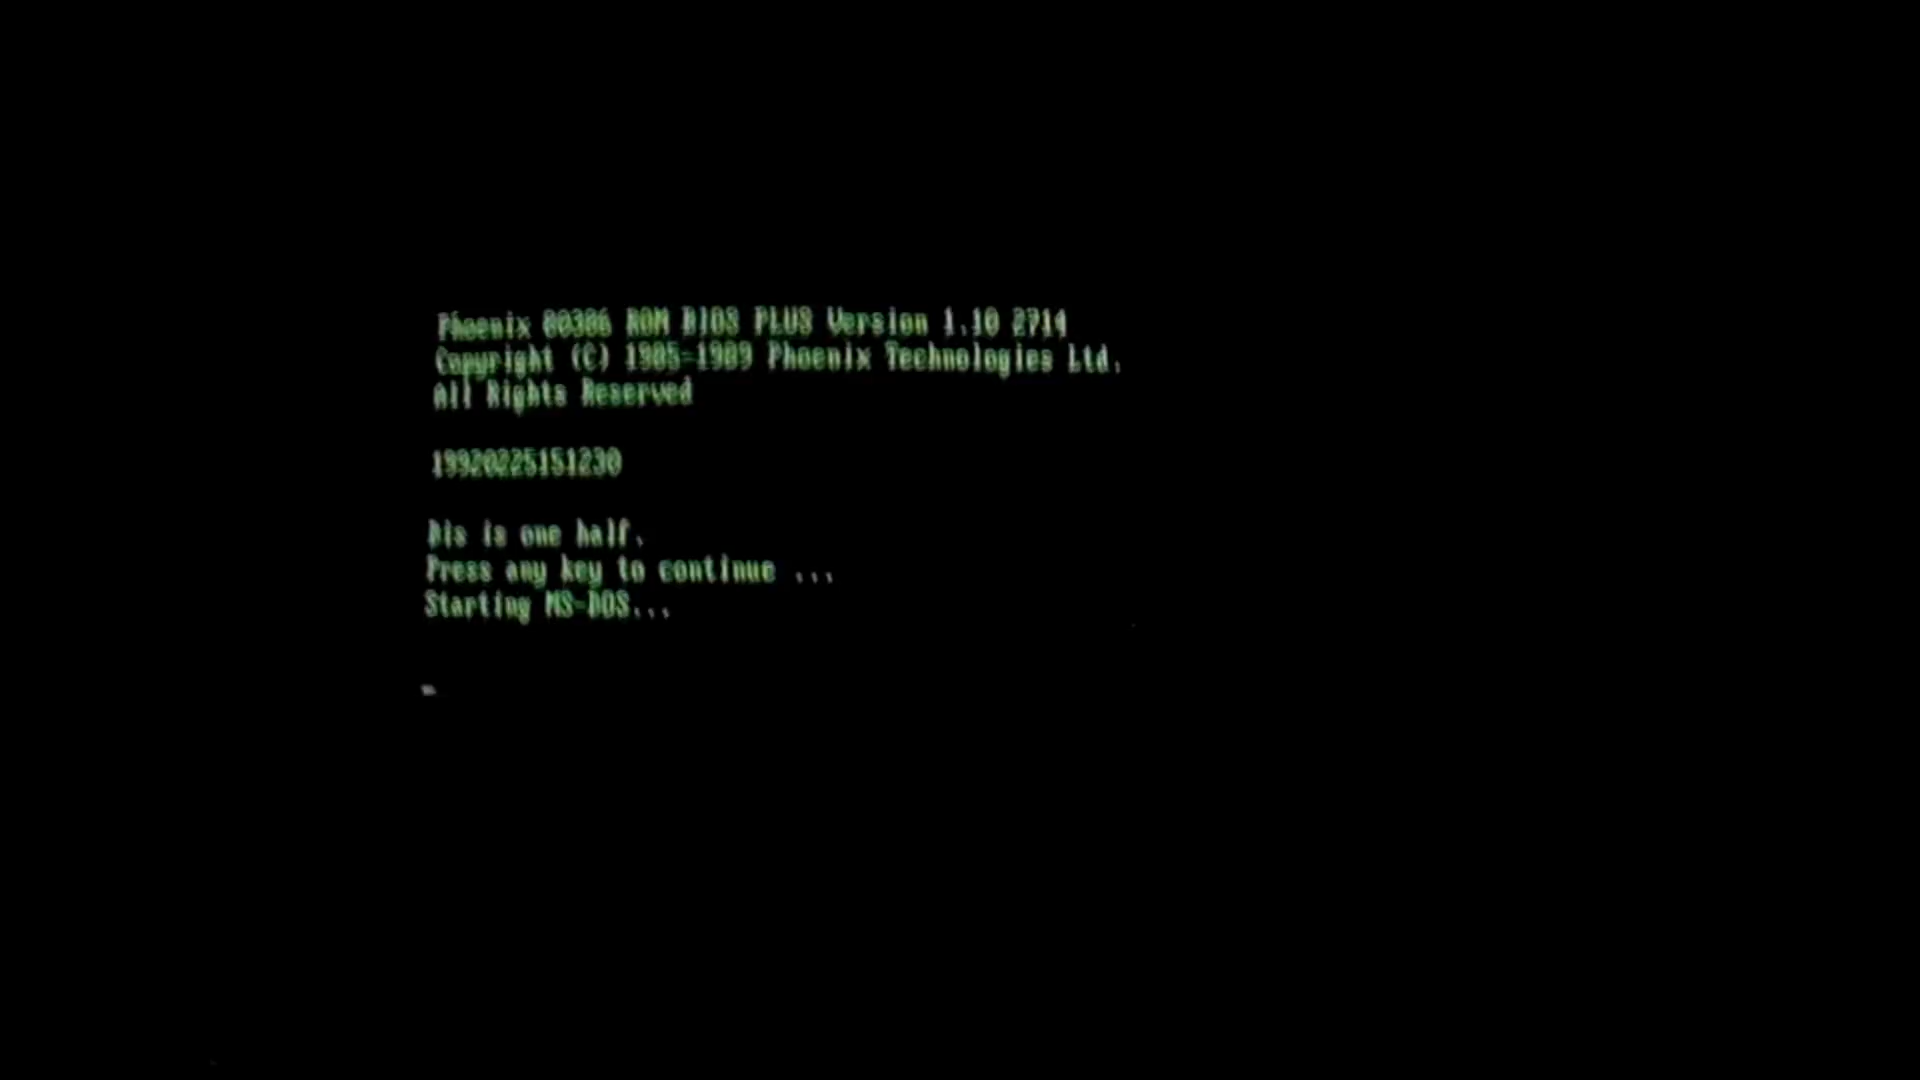 Phoenix 80386 ROM BIOS PLUS Version 1.10 2714
Copyright (C) 1985-1989 Phoenix Technologies Ltd.
All Rights Reserved
19920225151230
Dis is one half.
Press any key to continue ...
Starting MS-DOS...